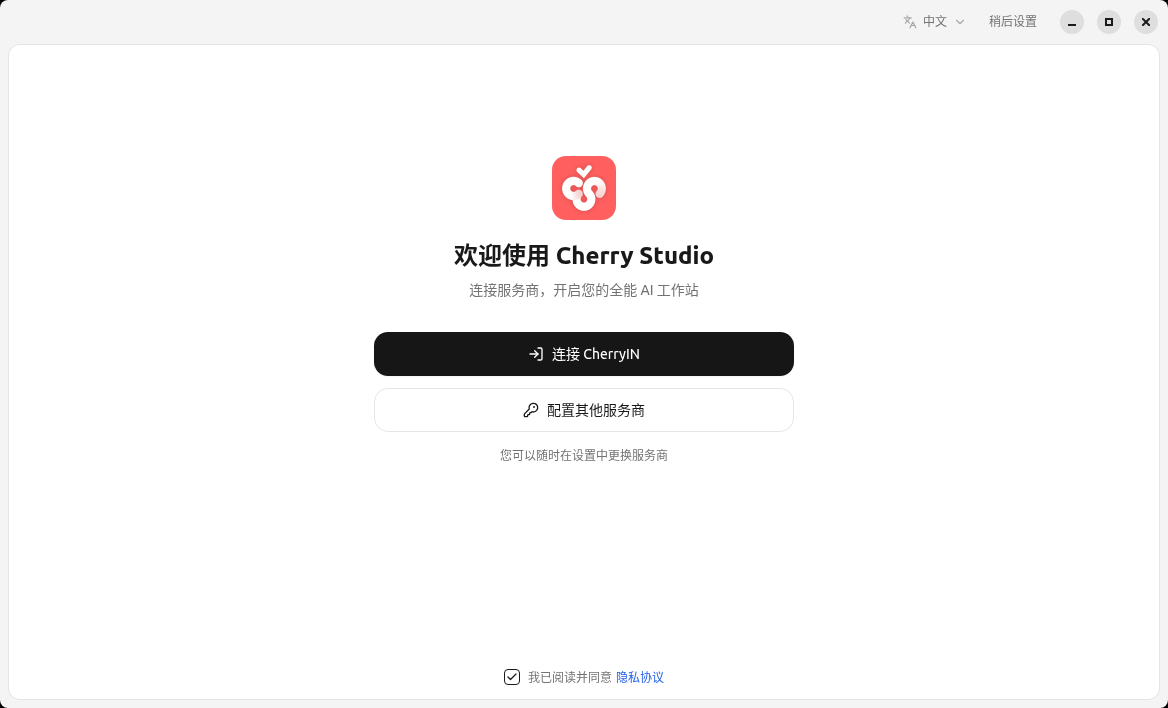 中文
稍后设置
欢迎使用 Cherry Studio
连接服务商，开启您的全能 AI 工作站
连接 CherryIN
配置其他服务商
您可以随时在设置中更换服务商
我已阅读并同意 隐私协议